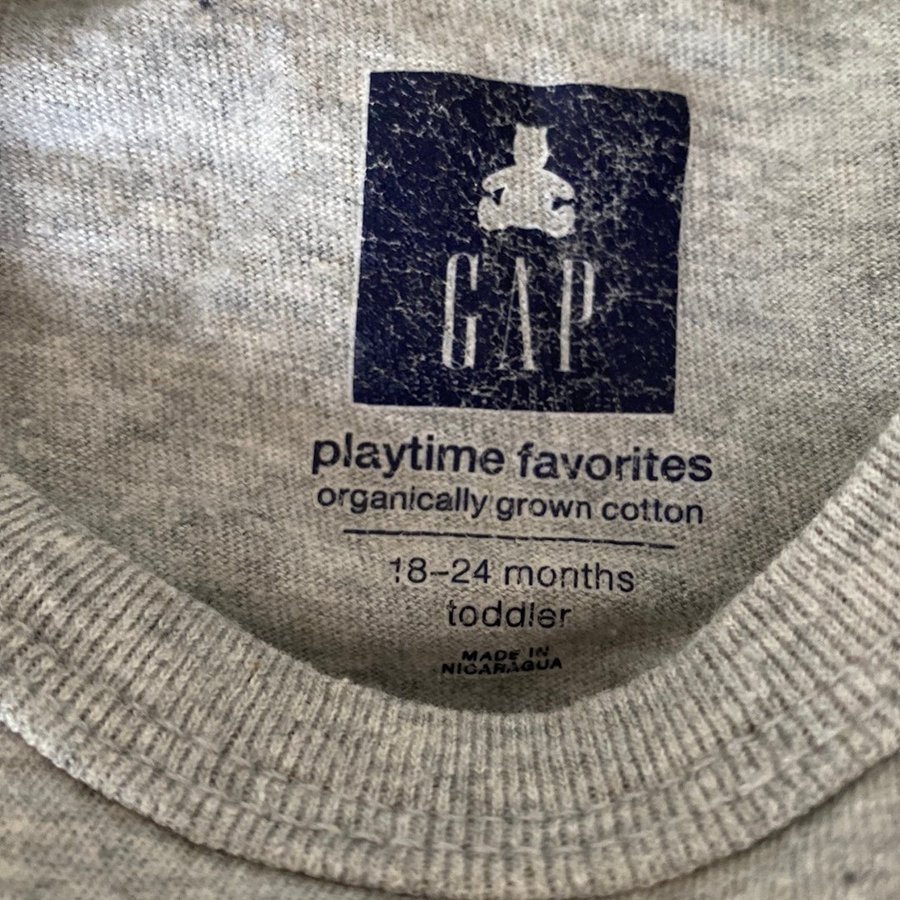 GAP
playtime favorites
organically grown cotton
18-24 months
toddler
MADE IN
NICARAGUA